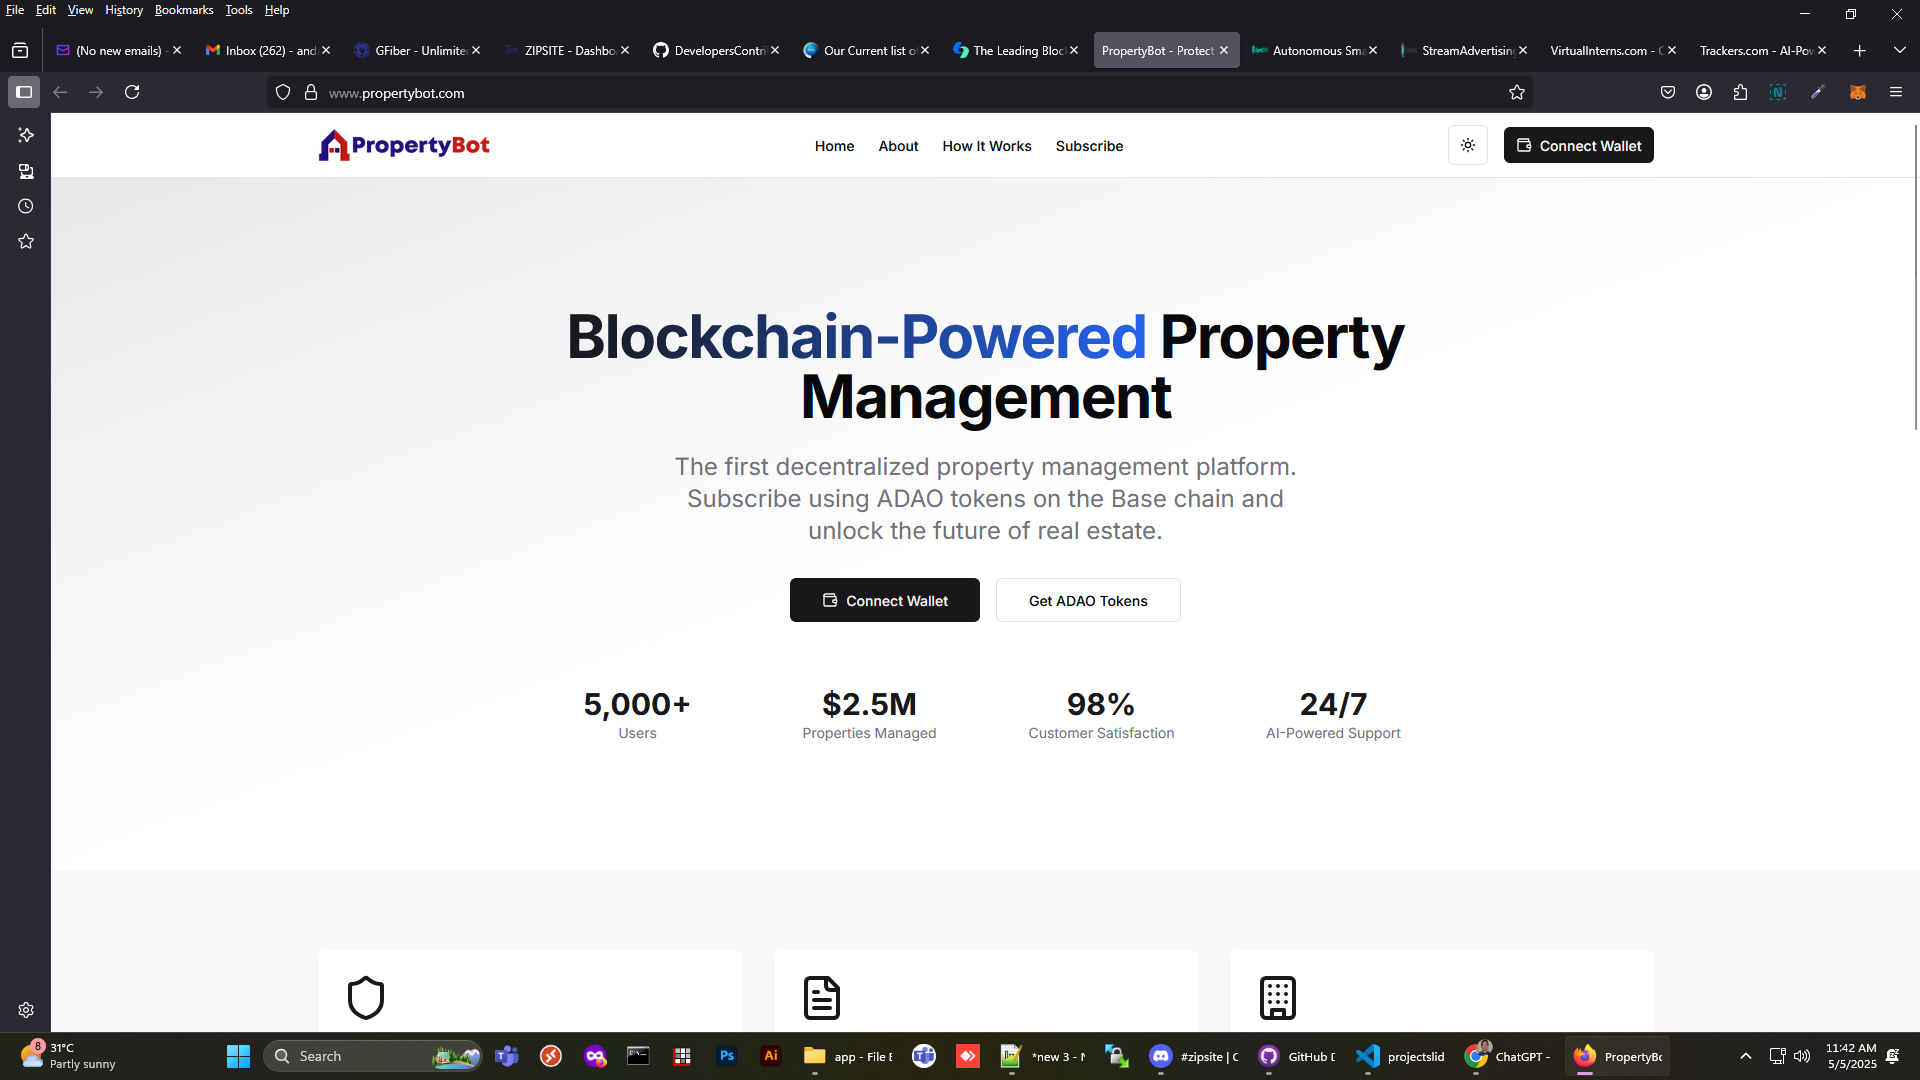 File Edit View History Bookmarks Tools Help
(No new emails) -
Inbox (262) - and
GFiber - Unlimite
ZIPSITE - Dashbo
DevelopersContri
Our Current list o
The Leading Bloc
PropertyBot - Protect
Autonomous Sma
StreamAdvertising
VirtualInterns.com - C
Trackers.com - AI-Pow
www.propertybot.com
PropertyBot
Home About How It Works Subscribe
Connect Wallet
Blockchain-Powered Property
Management
The first decentralized property management platform.
Subscribe using ADAO tokens on the Base chain and
unlock the future of real estate.
Connect Wallet
Get ADAO Tokens
5,000+
Users
$2.5M
Properties Managed
98%
Customer Satisfaction
24/7
AI-Powered Support
8
31°C
Partly sunny
Search
Ps
Ai
app - File E
*new 3 - N
#zipsite | C
GitHub D
projectslid
ChatGPT -
PropertyBo
11:42 AM
5/5/2025